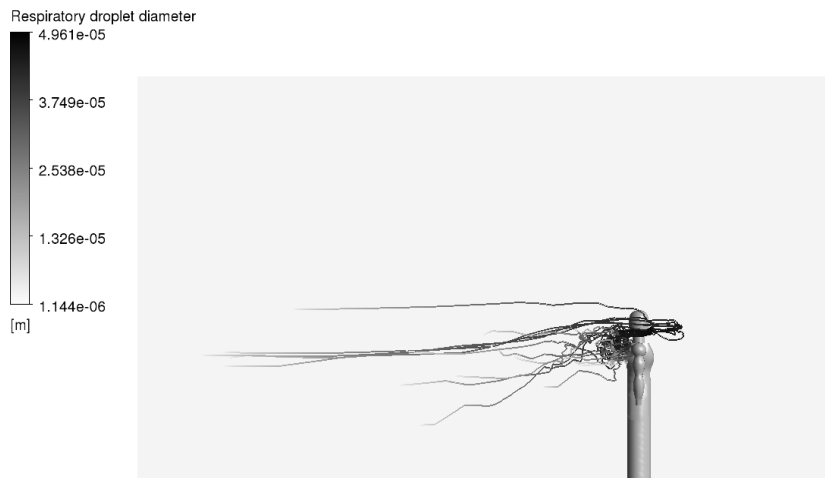 Respiratory droplet diameter
4.961e-05
3.749e-05
2.538e-05
1.326e-05
1.144e-06
[m]